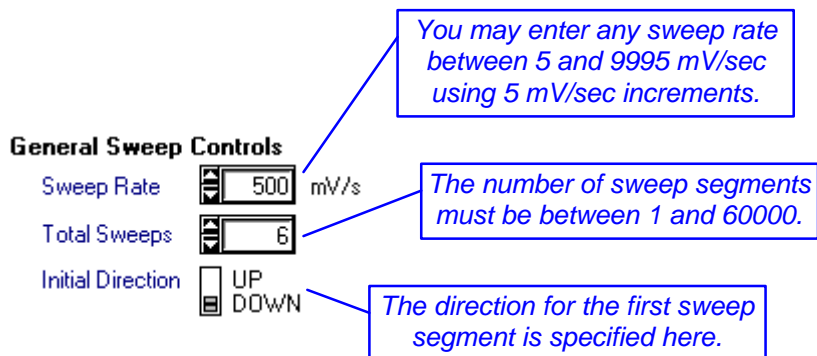 You may enter any sweep rate
between 5 and 9995 mV/sec
using 5 mV/sec increments.
General Sweep Controls
Sweep Rate 500 mV/s
The number of sweep segments
must be between 1 and 60000.
Total Sweeps 6
Initial Direction UP
DOWN
The direction for the first sweep
segment is specified here.